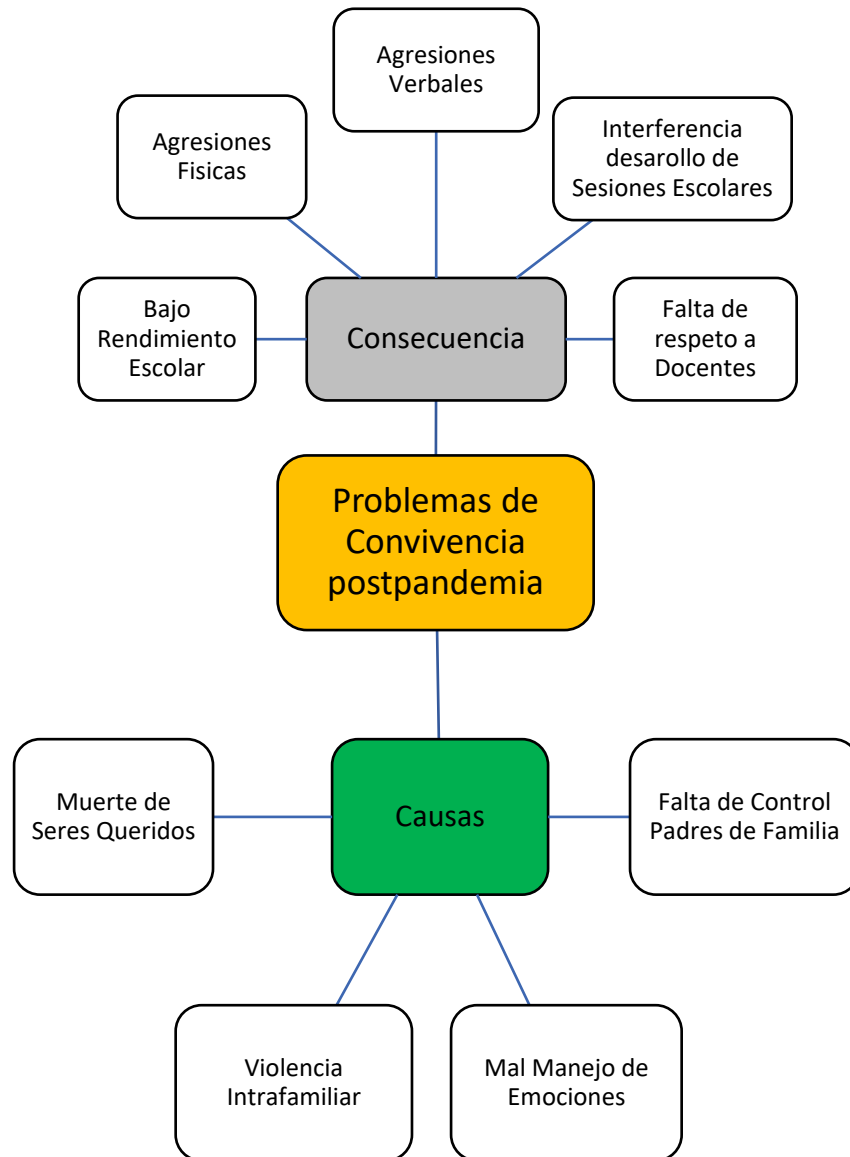 Agresiones
Verbales
Agresiones
Fisicas
Interferencia
desarollo de
Sesiones Escolares
Bajo
Rendimiento
Escolar
Consecuencia
Falta de
respeto a
Docentes
Problemas de
Convivencia
postpandemia
Muerte de
Seres Queridos
Causas
Falta de Control
Padres de Familia
Violencia
Intrafamiliar
Mal Manejo de
Emociones